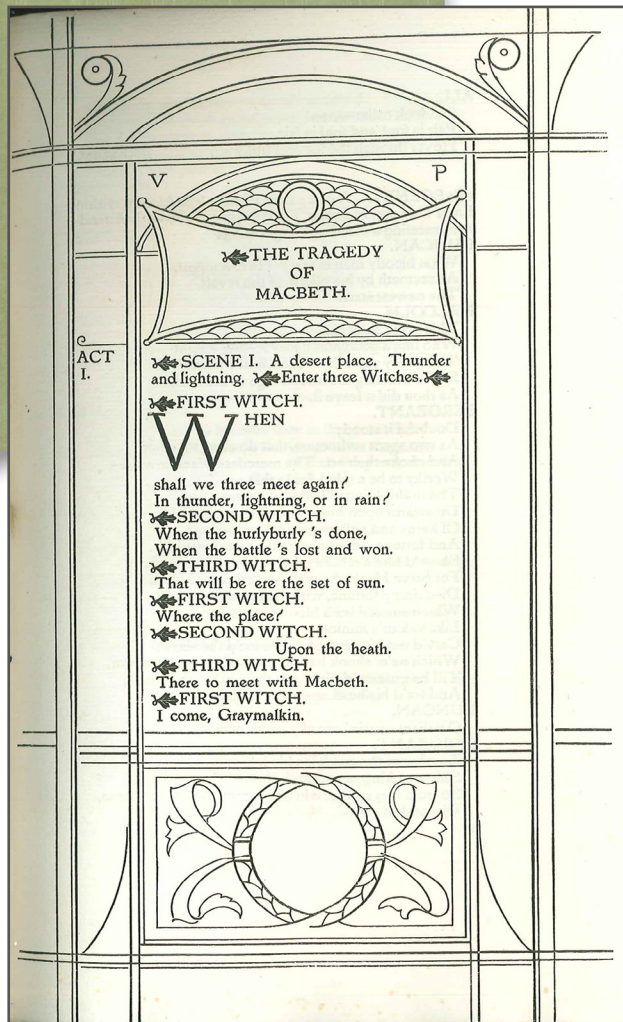 V P
THE TRAGEDY
OF
MACBETH.
ACT
I.
SCENE I. A desert place. Thunder
and lightning. Enter three Witches.
FIRST WITCH.
WHEN
shall we three meet again?
In thunder, lightning, or in rain?
SECOND WITCH.
When the hurlyburly 's done,
When the battle 's lost and won.
THIRD WITCH.
That will be ere the set of sun.
FIRST WITCH.
Where the place?
SECOND WITCH.
Upon the heath.
THIRD WITCH.
There to meet with Macbeth.
FIRST WITCH.
I come, Graymalkin.